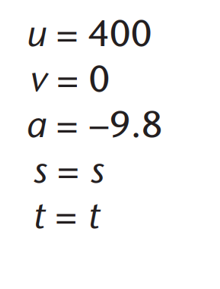 u = 400
v = 0
a = –9.8
s = s
t = t